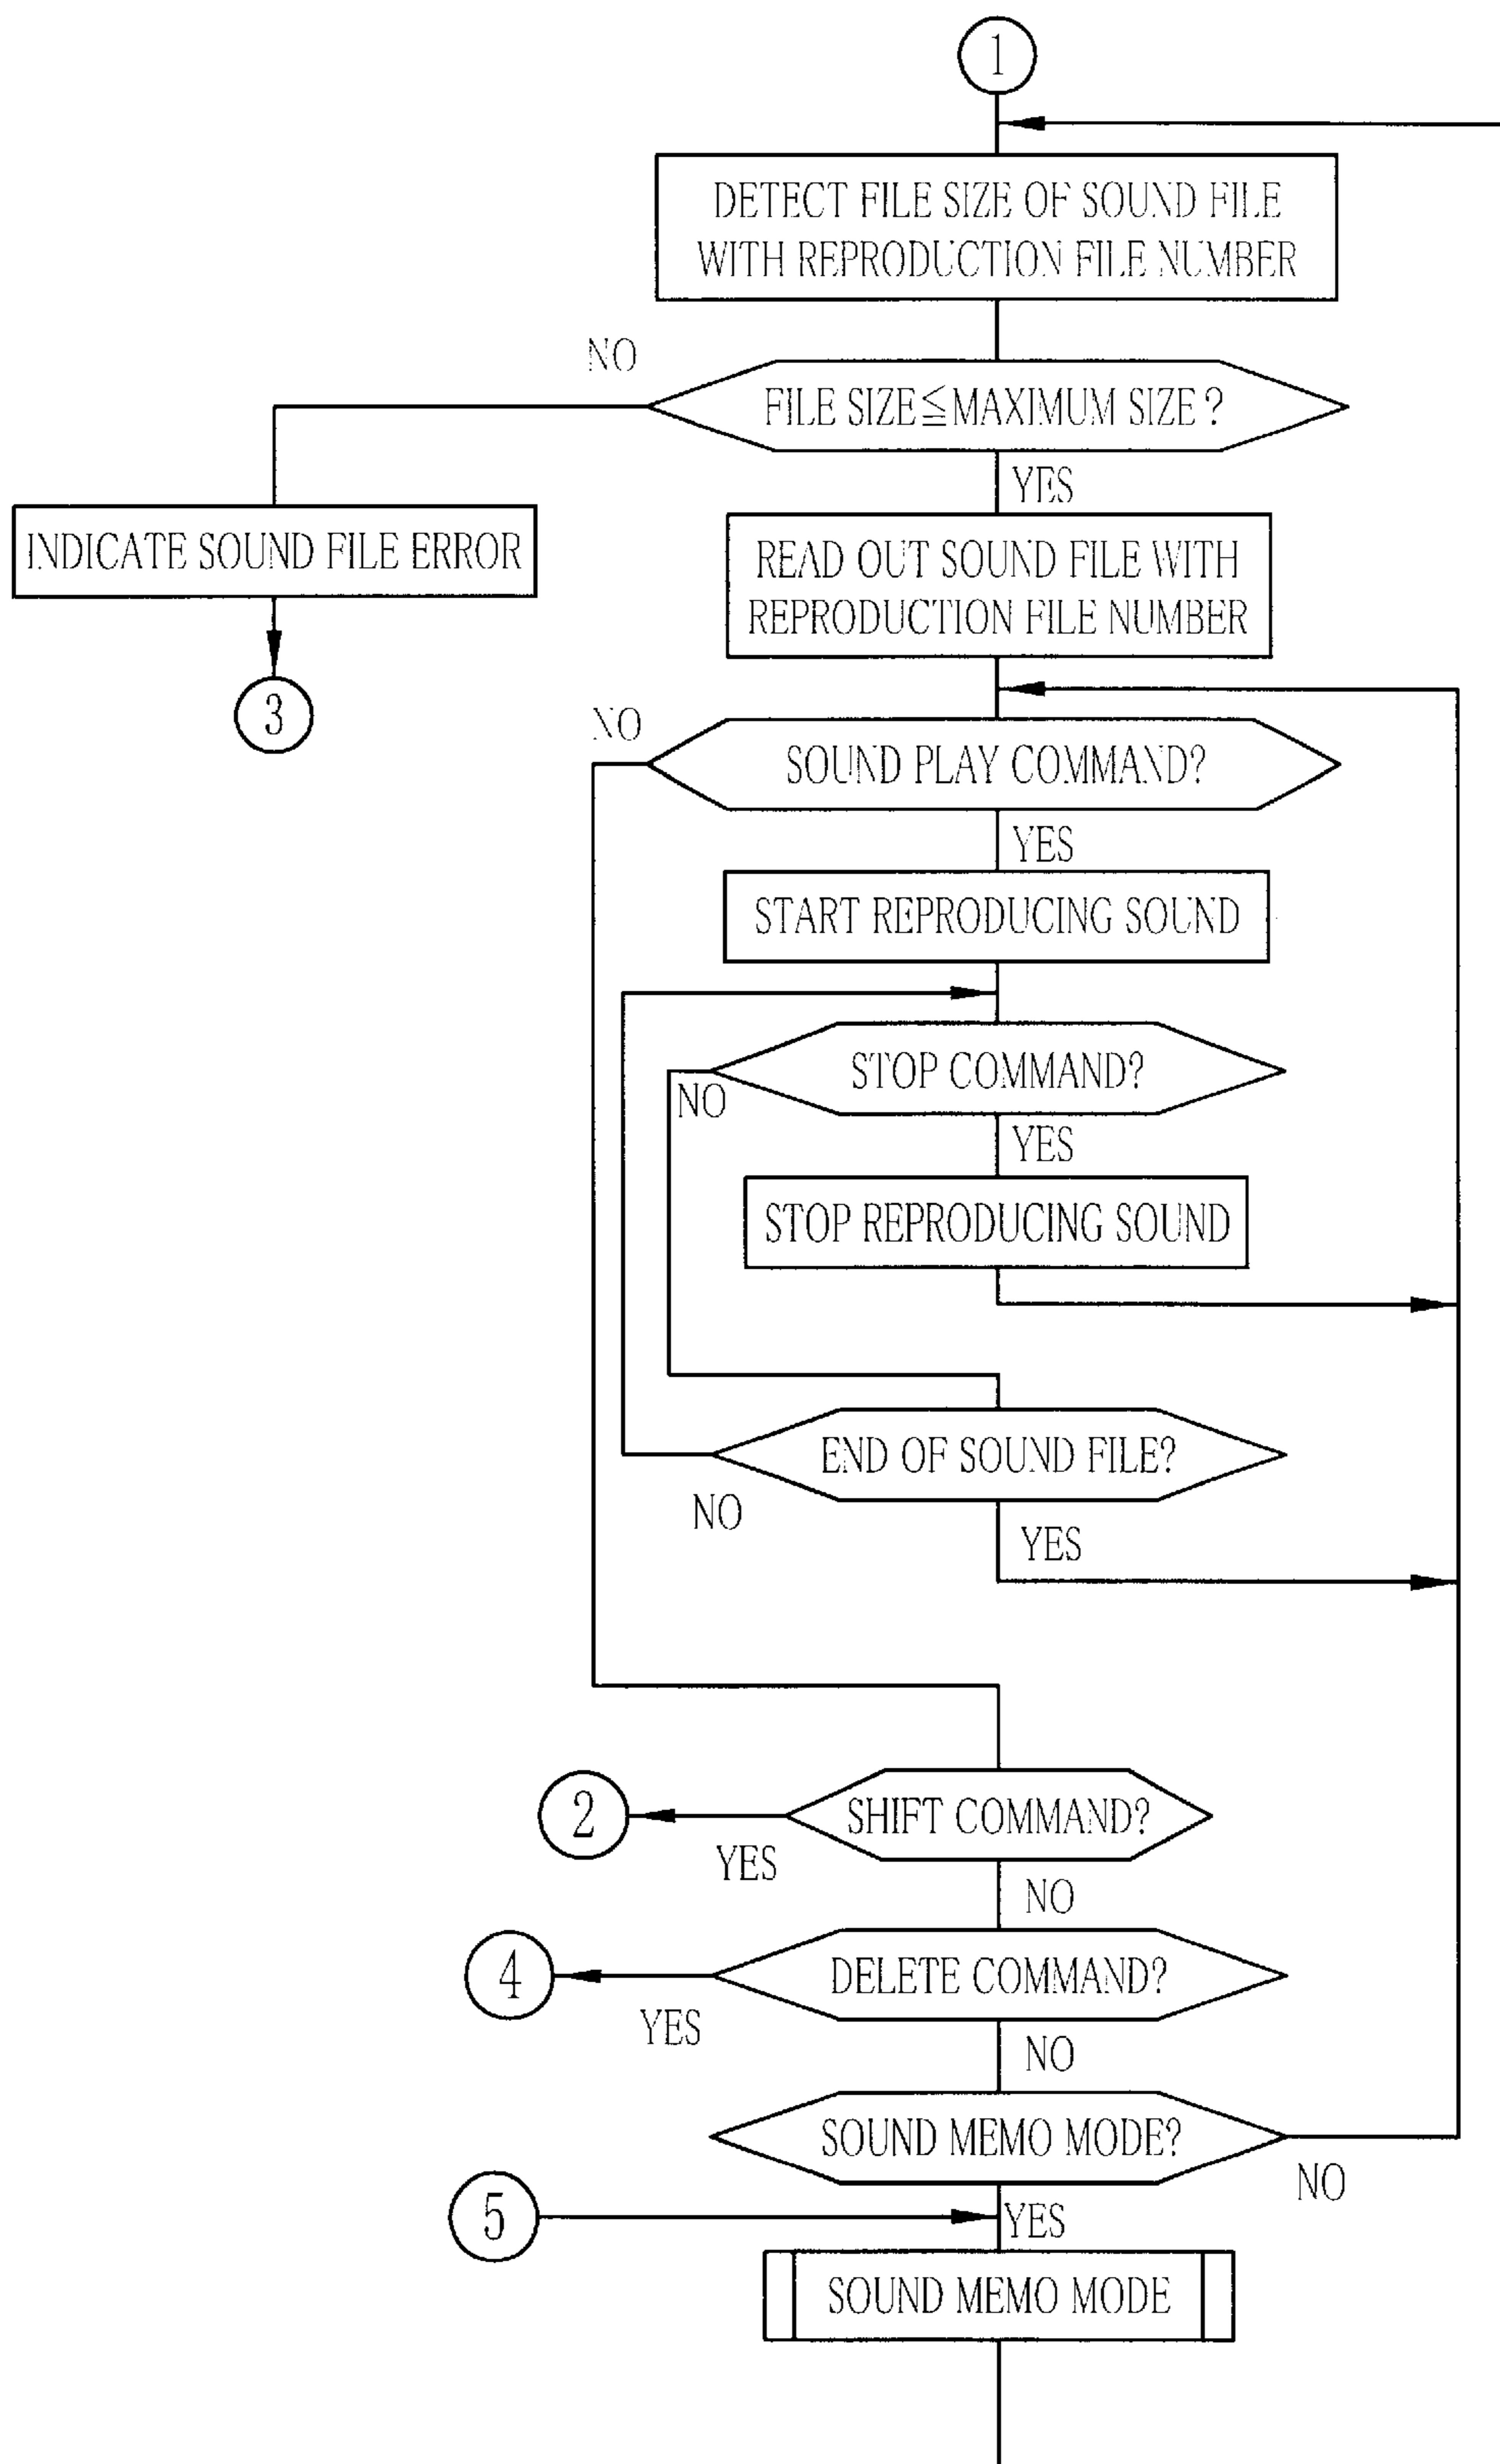 1
DETECT FILE SIZE OF SOUND FILE
WITH REPRODUCTION FILE NUMBER
NO
FILE SIZE≦MAXIMUM SIZE?
YES
INDICATE SOUND FILE ERROR
READ OUT SOUND FILE WITH
REPRODUCTION FILE NUMBER
3
NO
SOUND PLAY COMMAND?
YES
START REPRODUCING SOUND
STOP COMMAND?
NO
YES
STOP REPRODUCING SOUND
END OF SOUND FILE?
NO
YES
2
SHIFT COMMAND?
YES
NO
4
DELETE COMMAND?
YES
NO
SOUND MEMO MODE?
NO
5
YES
SOUND MEMO MODE